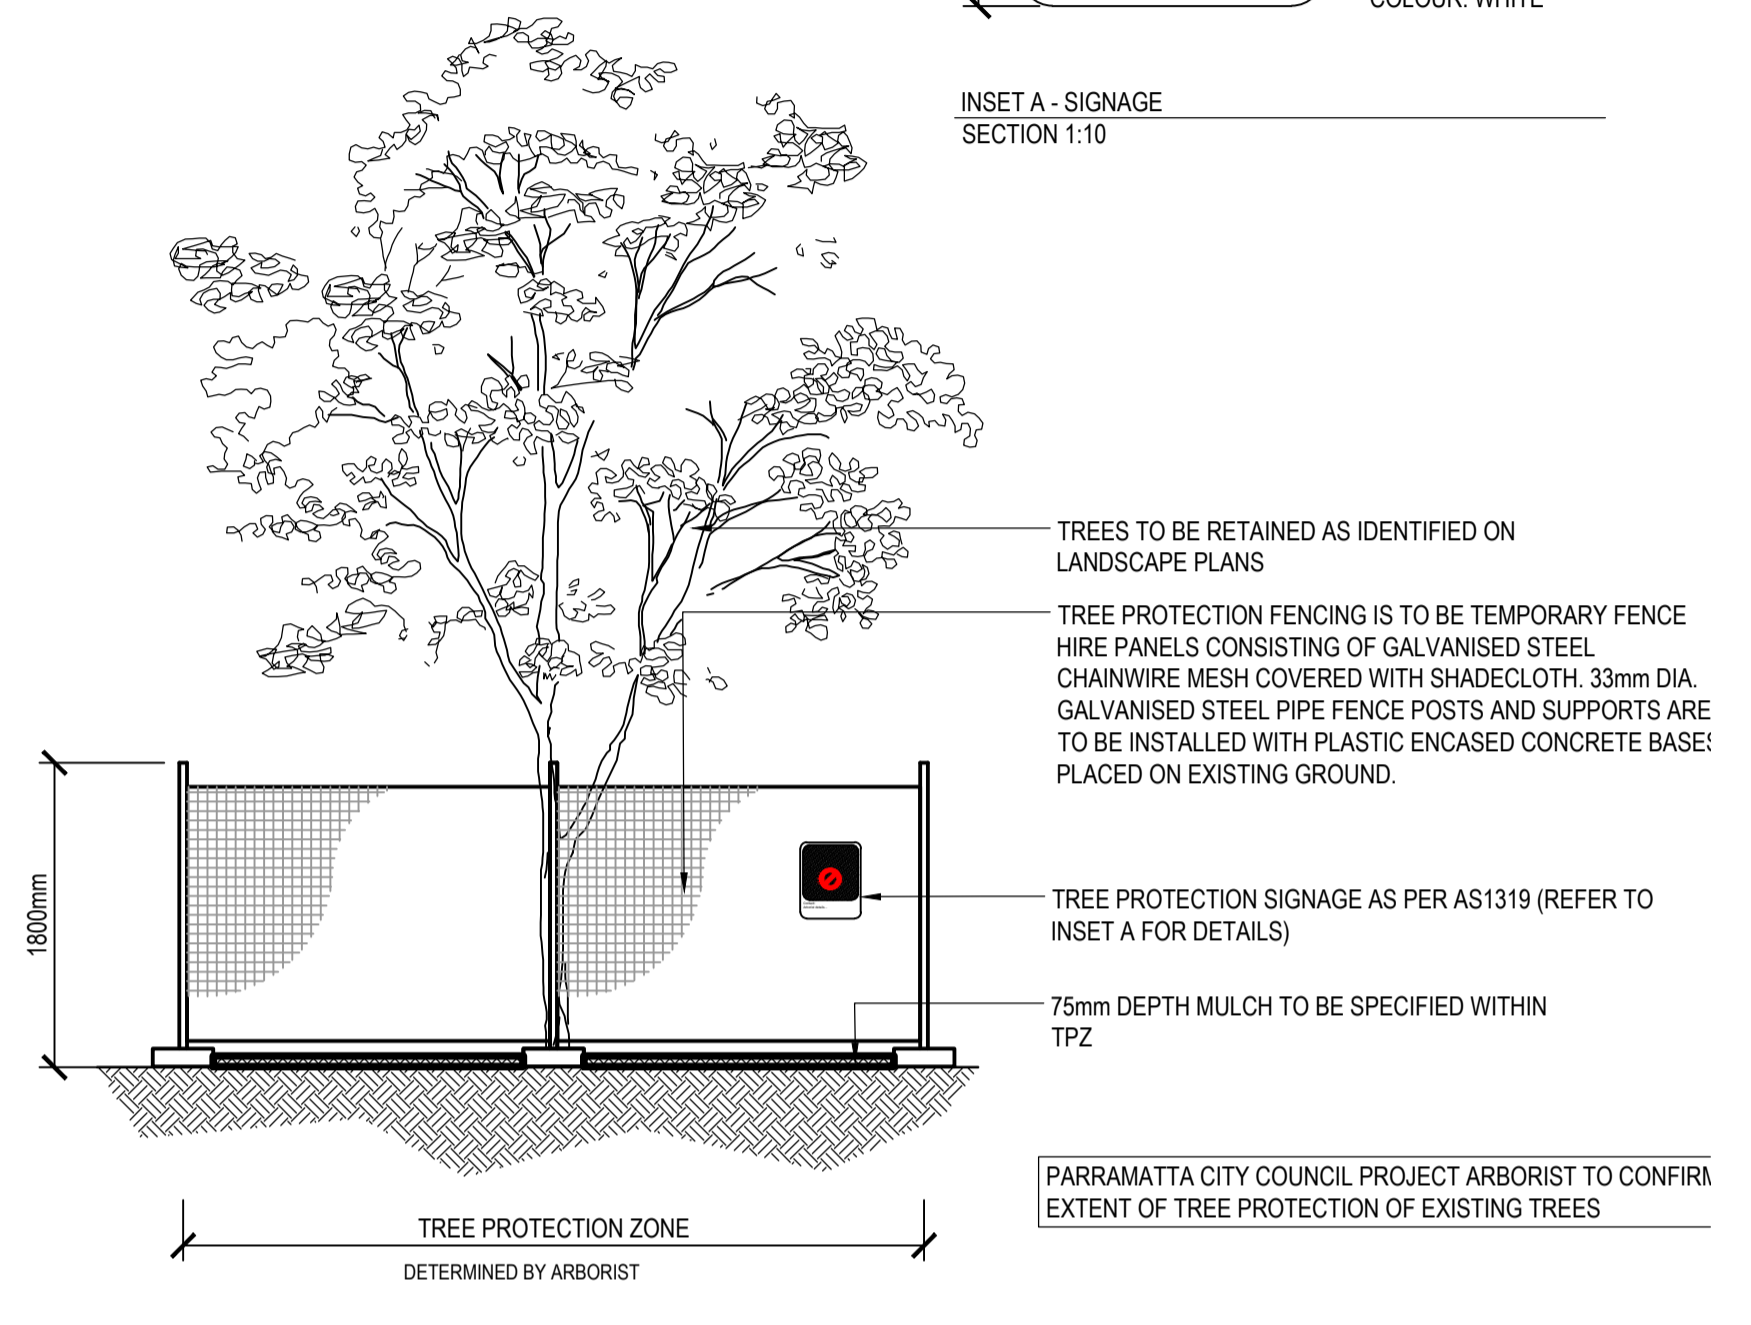 COLOUR: WHITE
INSET A - SIGNAGE
SECTION 1:10
TREES TO BE RETAINED AS IDENTIFIED ON
LANDSCAPE PLANS
TREE PROTECTION FENCING IS TO BE TEMPORARY FENCE
HIRE PANELS CONSISTING OF GALVANISED STEEL
CHAINWIRE MESH COVERED WITH SHADECLOTH. 33mm DIA.
GALVANISED STEEL PIPE FENCE POSTS AND SUPPORTS ARE
TO BE INSTALLED WITH PLASTIC ENCASED CONCRETE BASES
PLACED ON EXISTING GROUND.
1800mm
TREE PROTECTION SIGNAGE AS PER AS1319 (REFER TO
INSET A FOR DETAILS)
75mm DEPTH MULCH TO BE SPECIFIED WITHIN
TPZ
PARRAMATTA CITY COUNCIL PROJECT ARBORIST TO CONFIRM
EXTENT OF TREE PROTECTION OF EXISTING TREES
TREE PROTECTION ZONE
DETERMINED BY ARBORIST